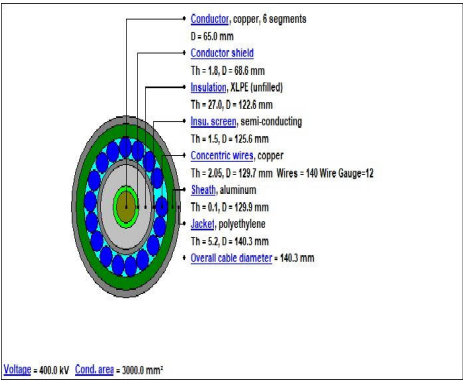 Conductor, copper, 6 segments
D = 65.0 mm
Conductor shield
Th = 1.8, D = 68.6 mm
Insulation, XLPE (unfilled)
Th = 27.0, D = 122.6 mm
Insu. screen, semi-conducting
Th = 1.5, D = 125.6 mm
Concentric wires, copper
Th = 2.05, D = 129.7 mm Wires = 140 Wire Gauge=12
Sheath, aluminum
Th = 0.1, D = 129.9 mm
Jacket, polyethylene
Th = 5.2, D = 140.3 mm
Overall cable diameter = 140.3 mm
Voltage = 400.0 kV Cond. area = 3000.0 mm²